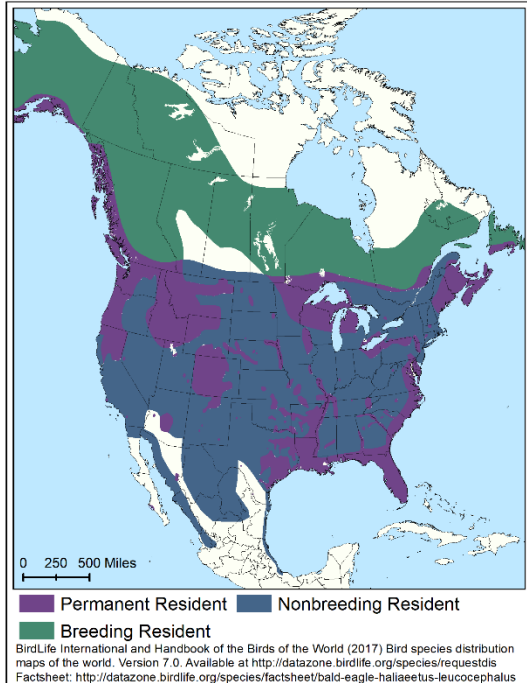 0 250 500 Miles
Permanent Resident Nonbreeding Resident
Breeding Resident
BirdLife International and Handbook of the Birds of the World (2017) Bird species distribution
maps of the world. Version 7.0. Available at http://datazone.birdlife.org/species/requestdis
Factsheet: http://datazone.birdlife.org/species/factsheet/bald-eagle-haliaeetus-leucocephalus